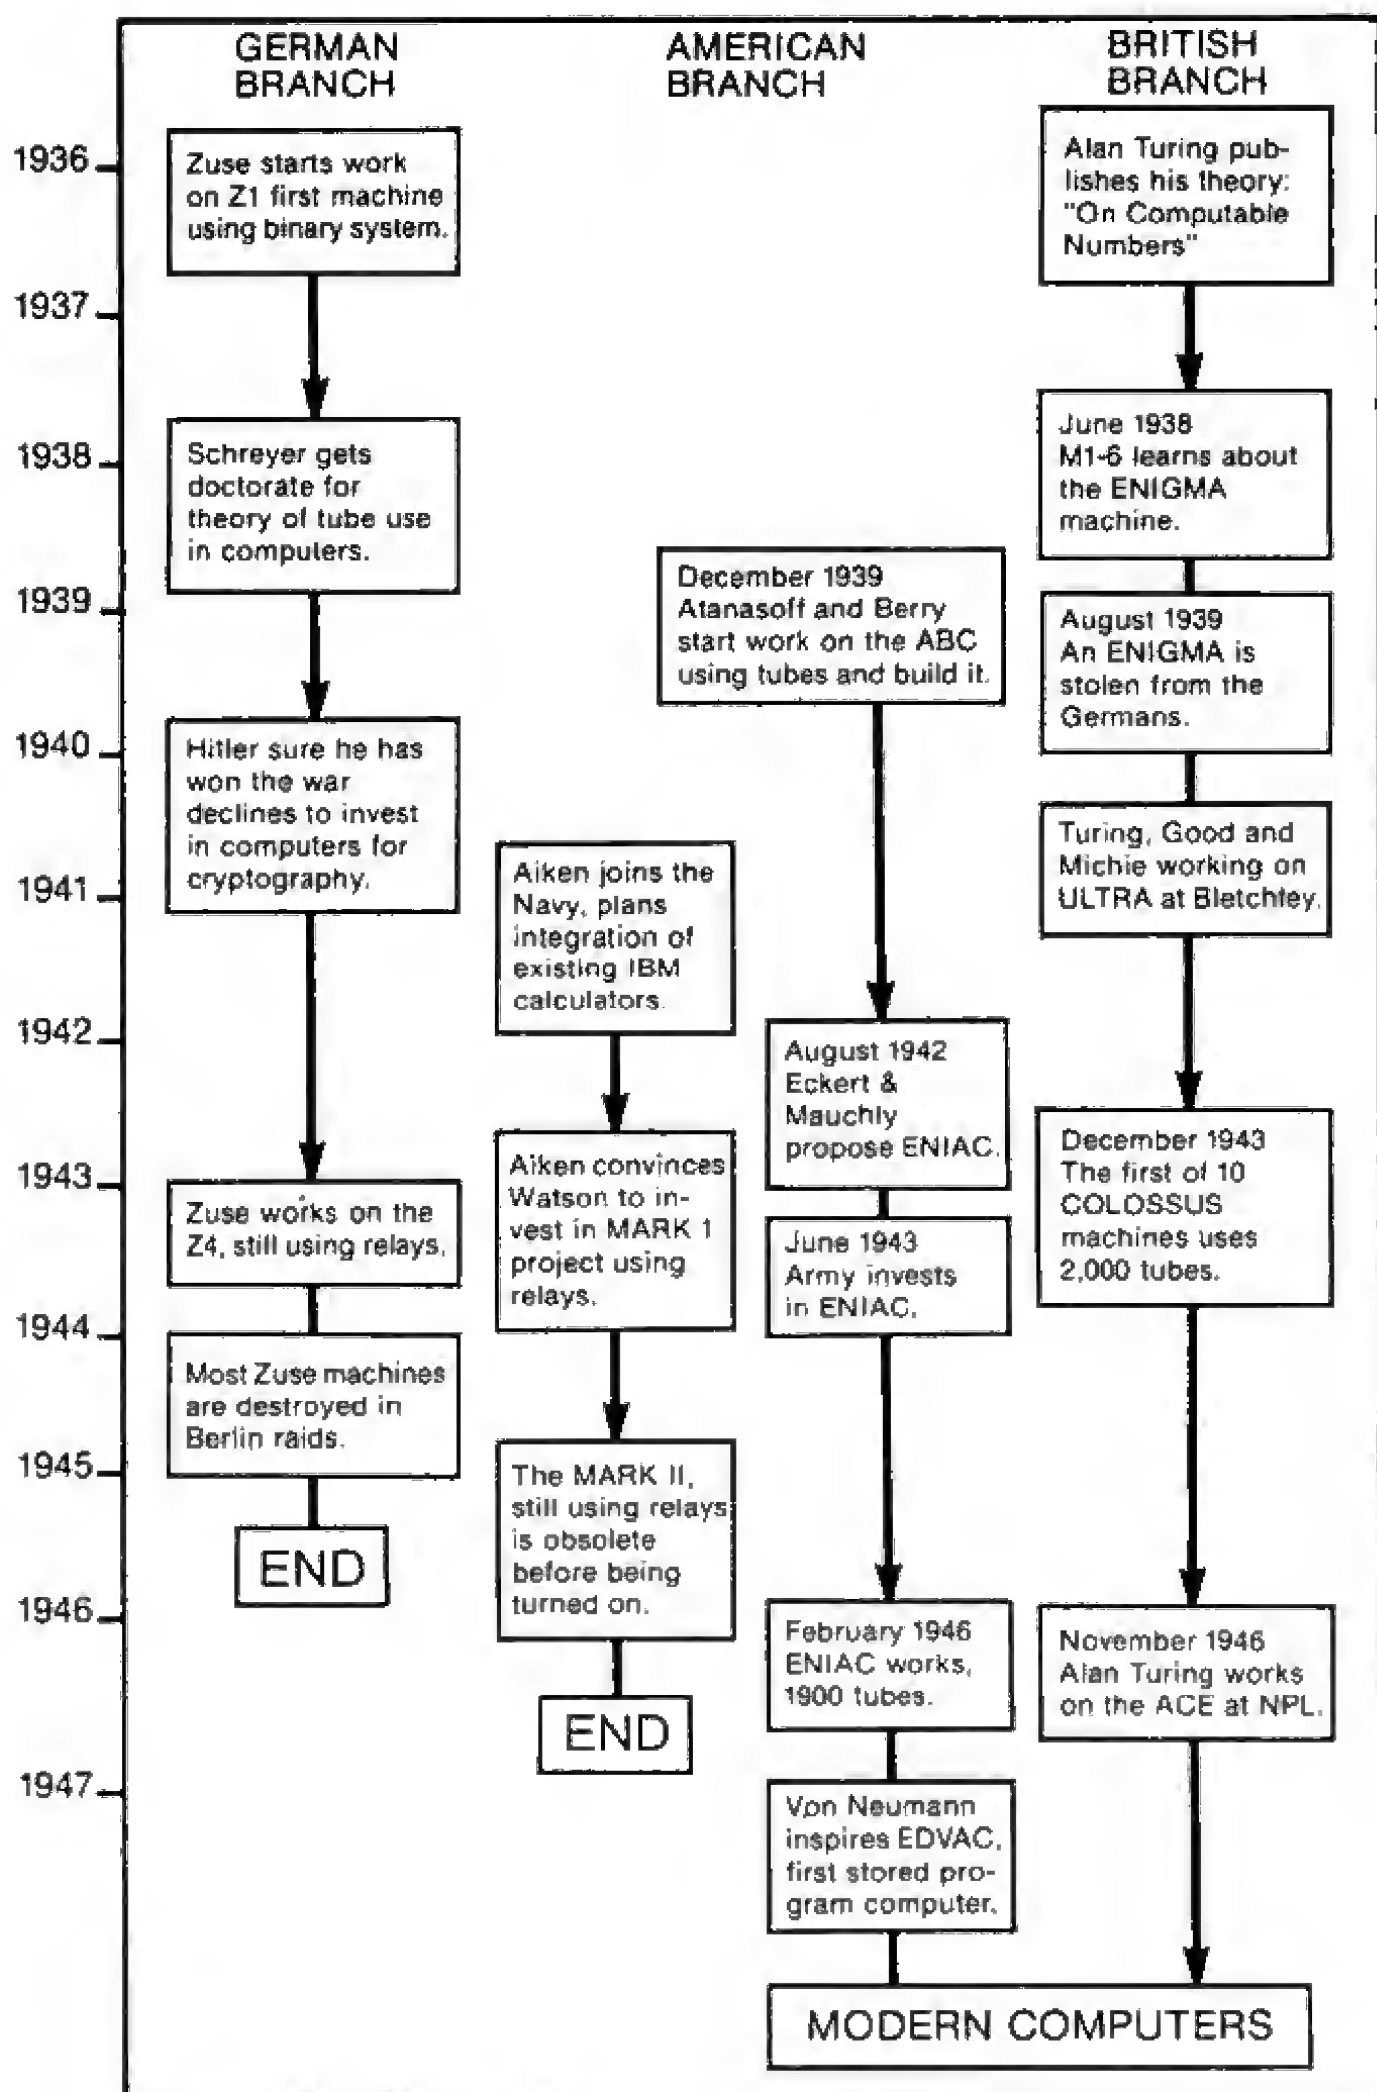 GERMAN
BRANCH
AMERICAN
BRANCH
BRITISH
BRANCH
1936
1937
1938
1939
1940
1941
1942
1943
1944
1945
1946
1947
Zuse starts work
on Z1 first machine
using binary system.
Schreyer gets
doctorate for
theory of tube use
in computers.
Hitler sure he has
won the war
declines to invest
in computers for
cryptography.
Zuse works on the
Z4, still using relays.
Most Zuse machines
are destroyed in
Berlin raids.
END
Aiken joins the
Navy, plans
integration of
existing IBM
calculators.
Aiken convinces
Watson to in-
vest in MARK 1
project using
relays.
The MARK II,
still using relays
is obsolete
before being
turned on.
END
December 1939
Atanasoff and Berry
start work on the ABC
using tubes and build it.
August 1942
Eckert &
Mauchly
propose ENIAC.
June 1943
Army invests
in ENIAC.
February 1946
ENIAC works,
1900 tubes.
Von Neumann
inspires EDVAC,
first stored pro-
gram computer.
Alan Turing pub-
lishes his theory:
"On Computable
Numbers"
June 1938
M1-6 learns about
the ENIGMA
machine.
August 1939
An ENIGMA is
stolen from the
Germans.
Turing, Good and
Michie working on
ULTRA at Bletchley.
December 1943
The first of 10
COLOSSUS
machines uses
2,000 tubes.
November 1946
Alan Turing works
on the ACE at NPL.
MODERN COMPUTERS